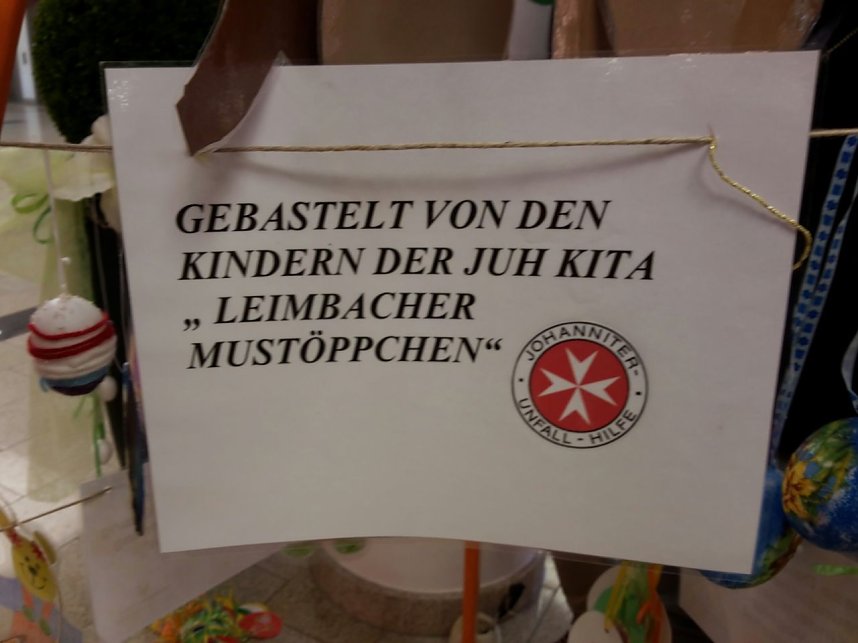 GEBASTELT VON DEN
KINDERN DER JUH KITA
„ LEIMBACHER
MUSTÖPPCHEN“
JOHANNITER-
UNFALL-HILFE